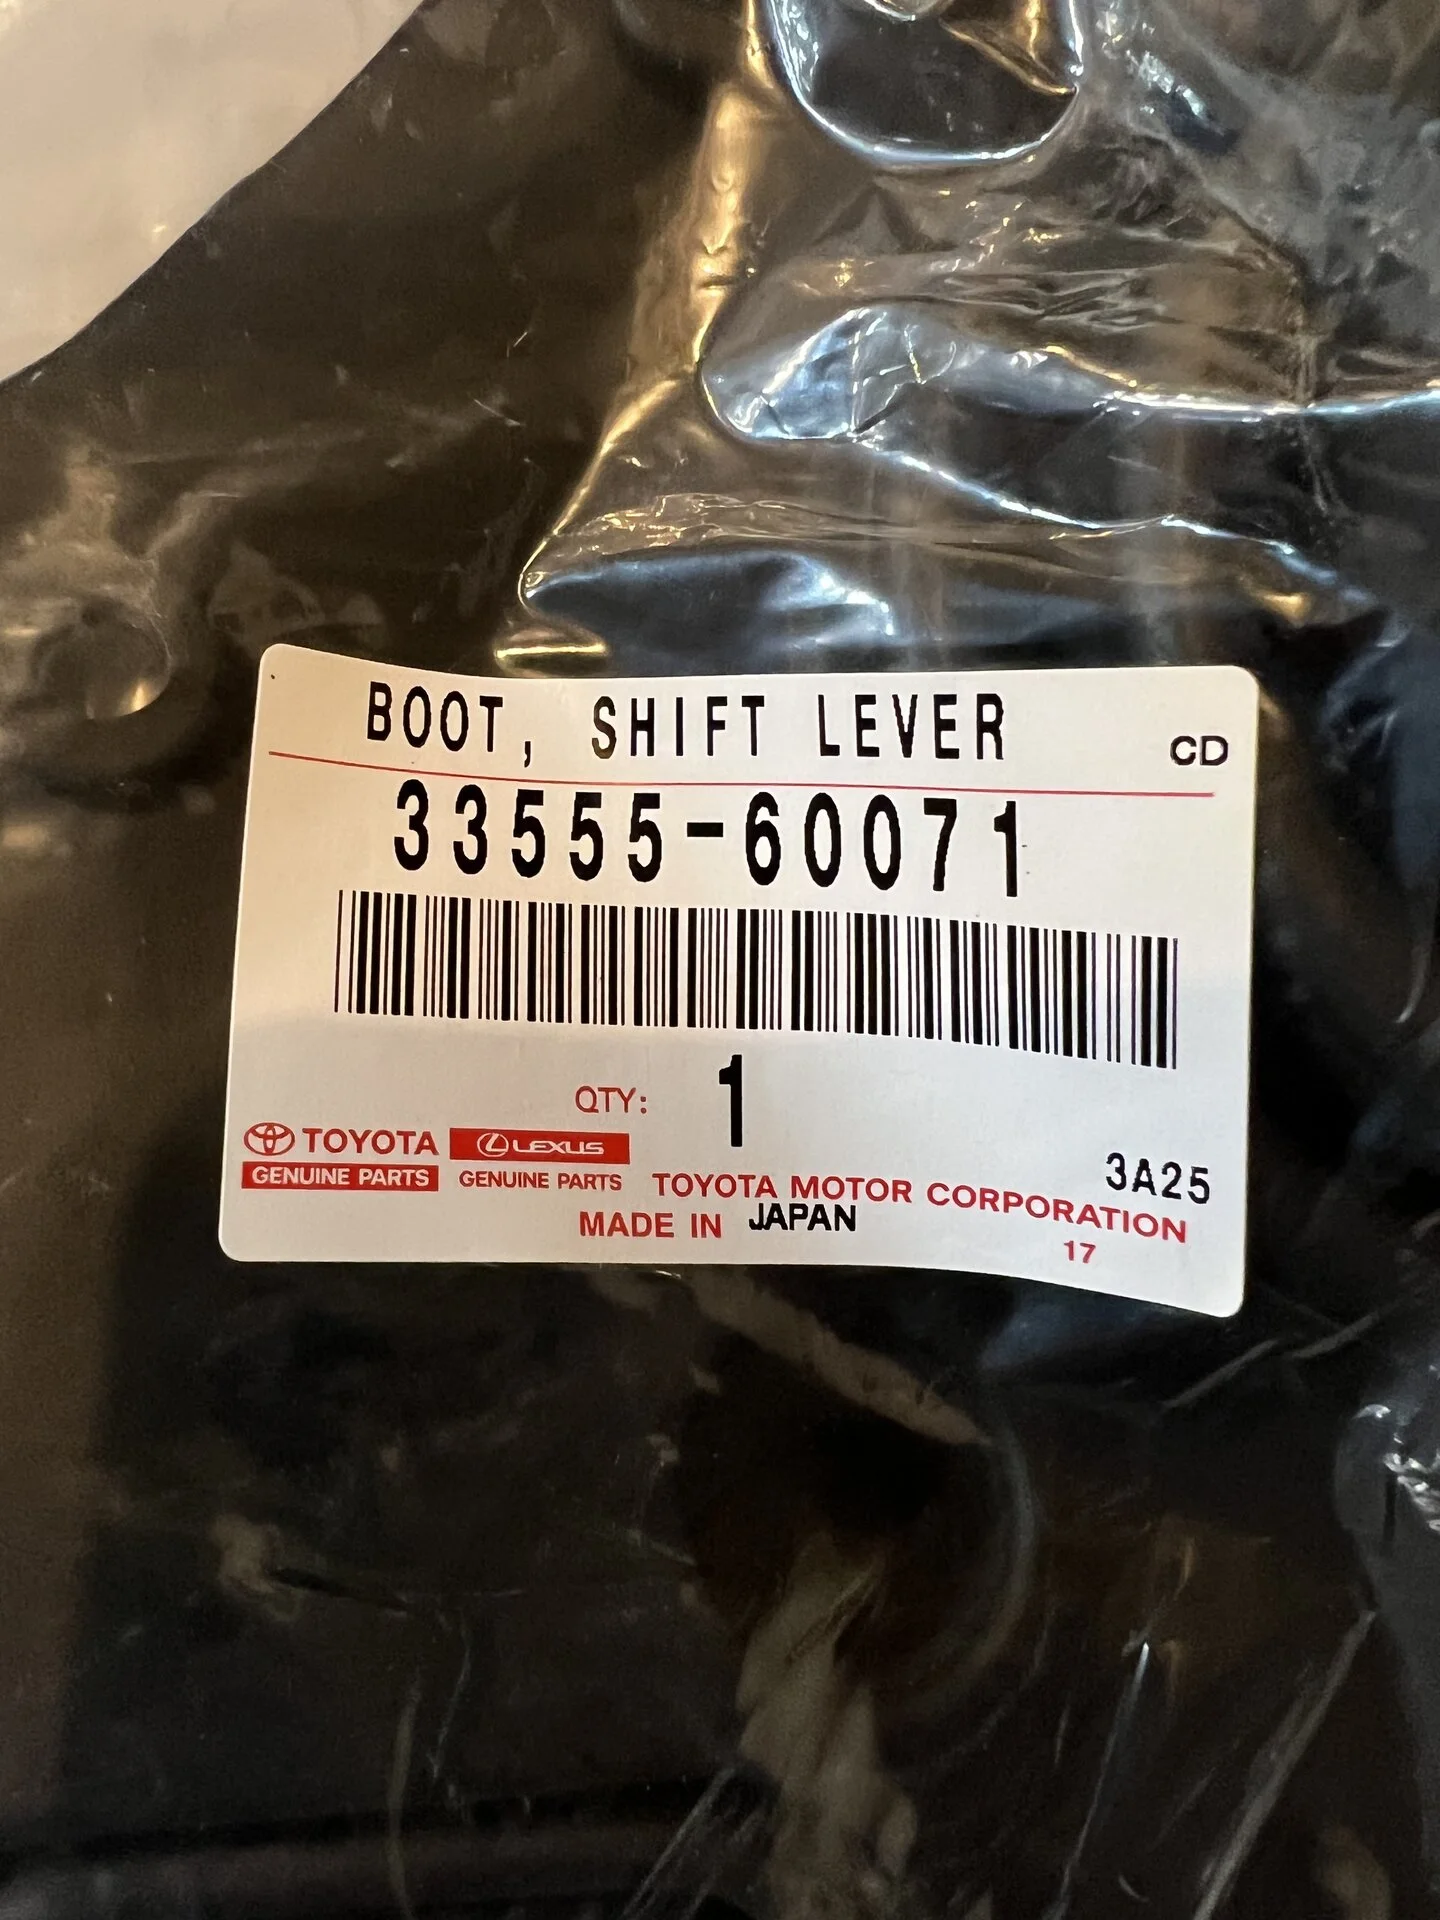 BOOT, SHIFT LEVER
CD
33555-60071
QTY: 1
TOYOTA LEXUS
GENUINE PARTS GENUINE PARTS
3A25
TOYOTA MOTOR CORPORATION
MADE IN JAPAN
17